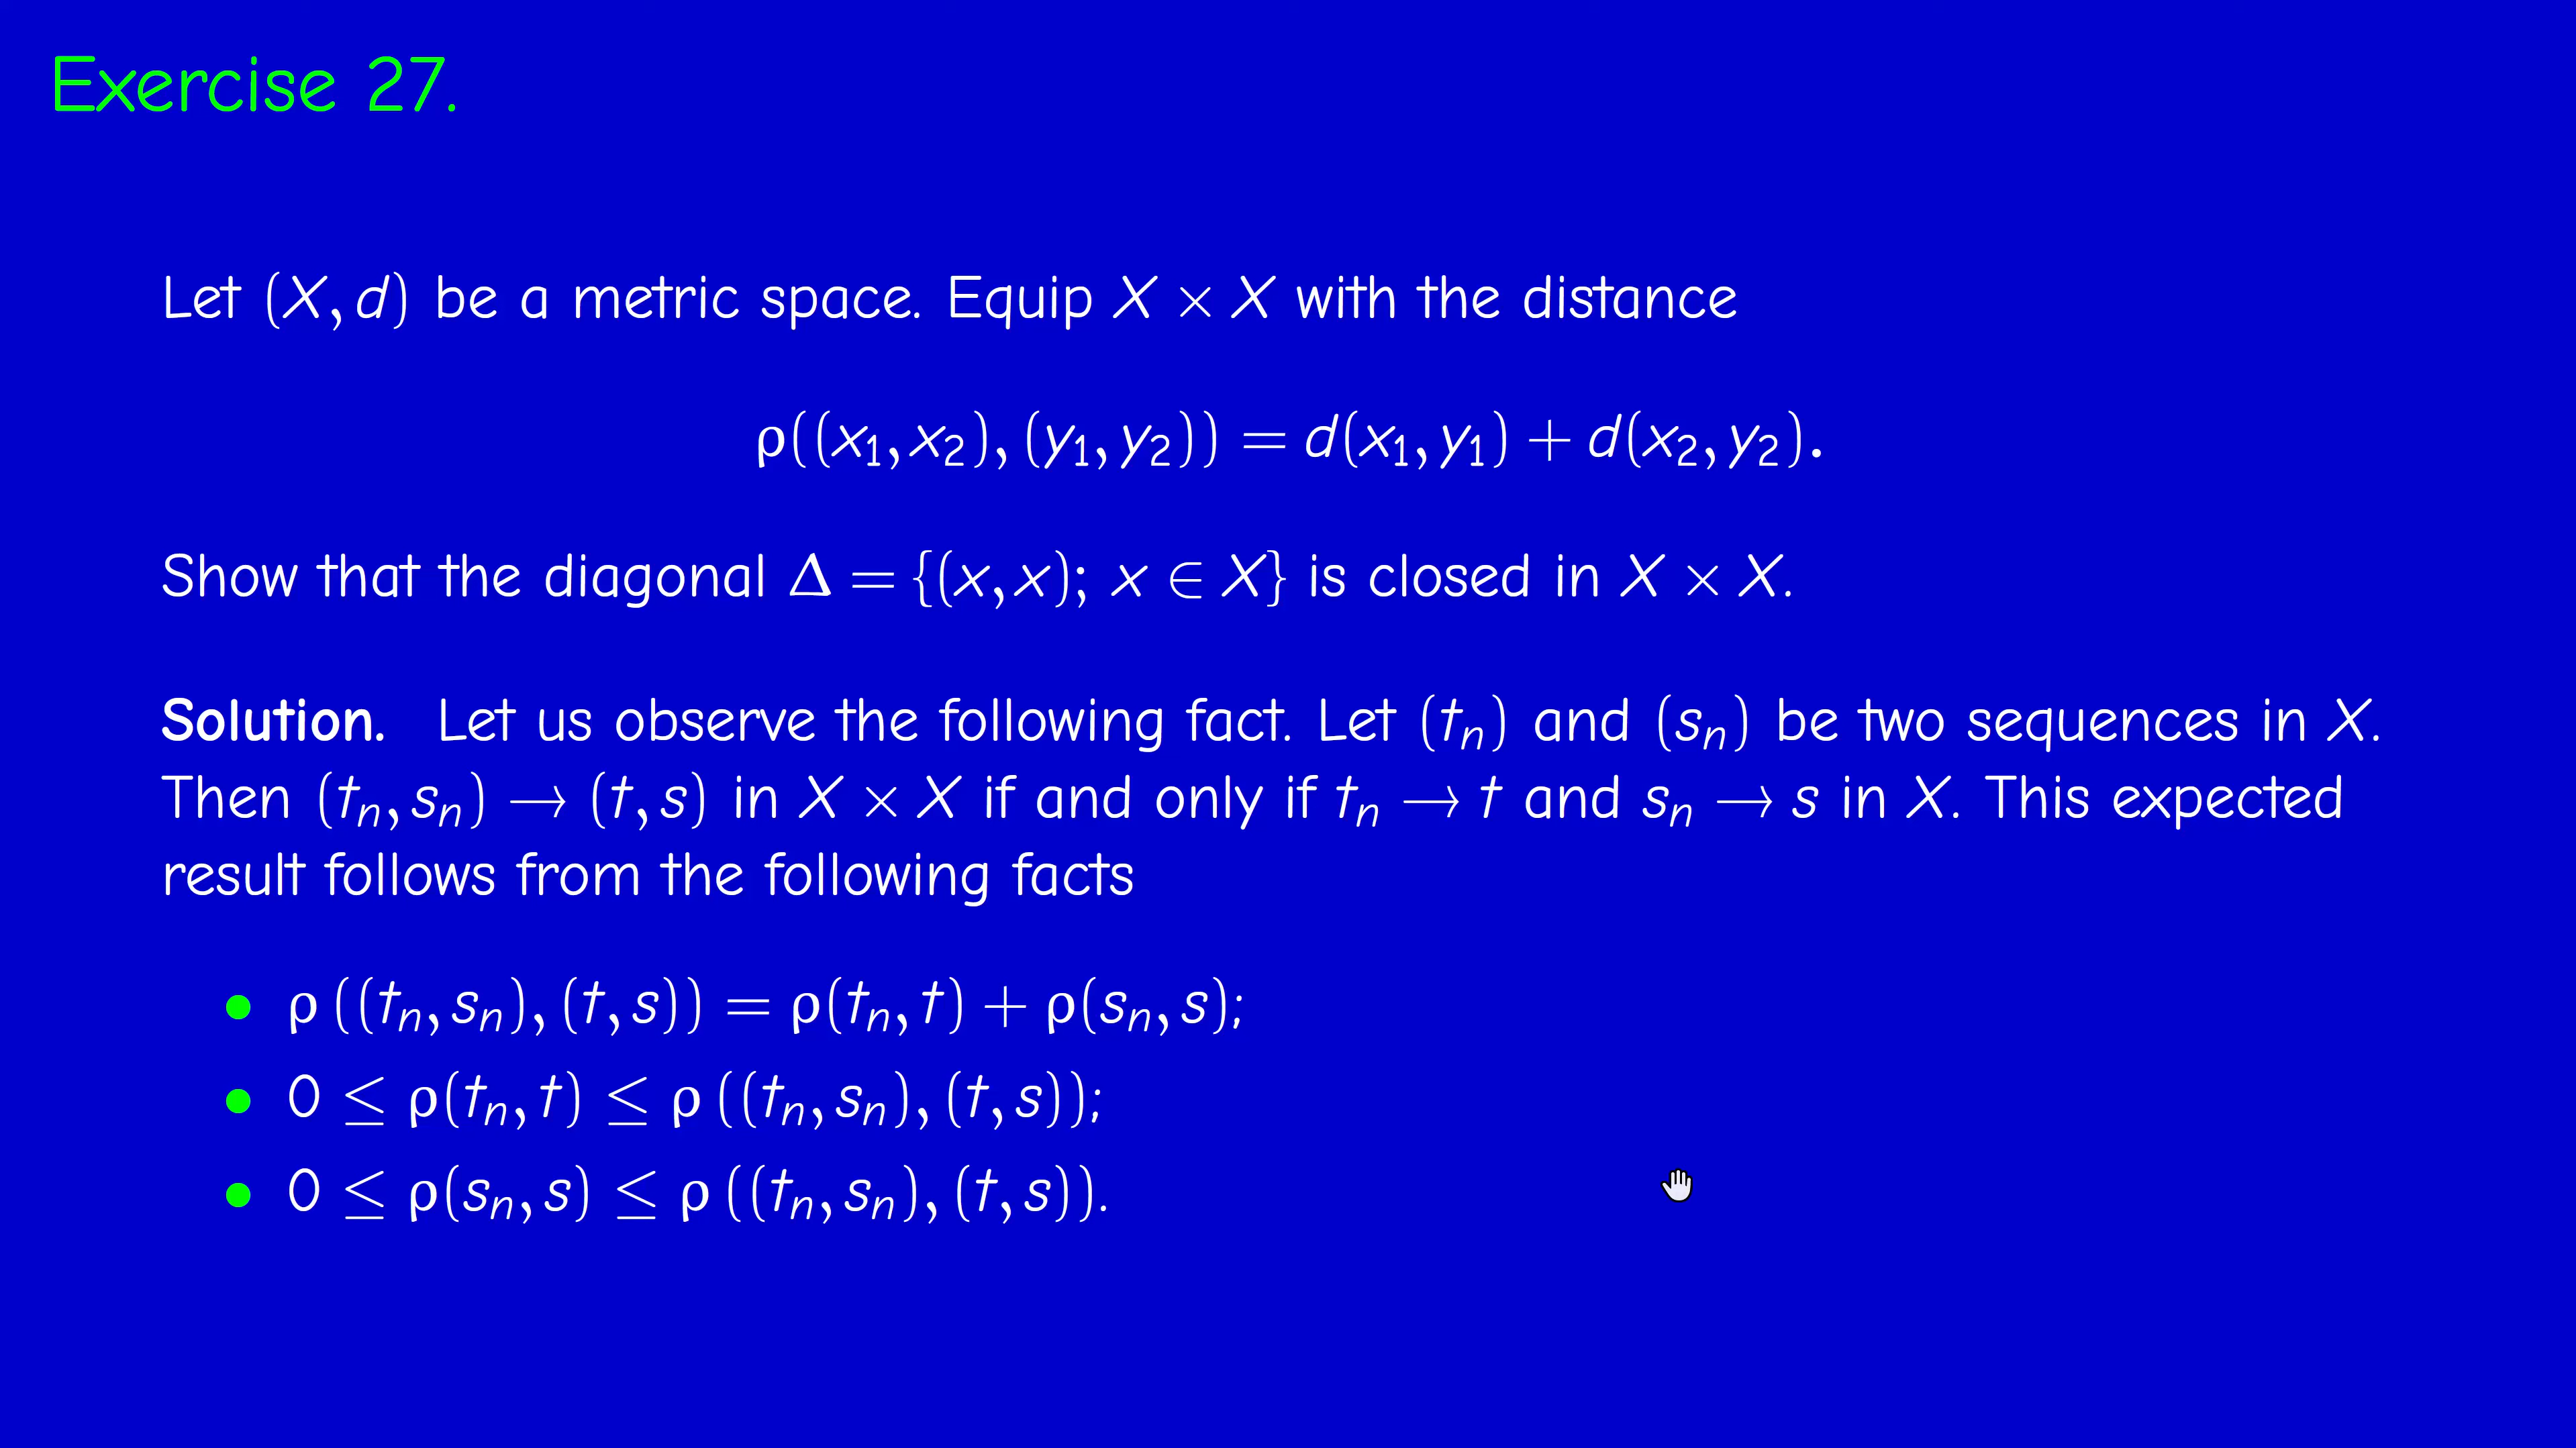 Exercise 27.
Let (X, d) be a metric space. Equip X × X with the distance
ρ((x₁, x₂), (y₁, y₂)) = d(x₁, y₁) + d(x₂, y₂).
Show that the diagonal Δ = {(x, x); x ∈ X} is closed in X × X.
Solution. Let us observe the following fact. Let (tₙ) and (sₙ) be two sequences in X.
Then (tₙ, sₙ) → (t, s) in X × X if and only if tₙ → t and sₙ → s in X. This expected
result follows from the following facts
• ρ ((tₙ, sₙ), (t, s)) = ρ(tₙ, t) + ρ(sₙ, s);
• 0 ≤ ρ(tₙ, t) ≤ ρ ((tₙ, sₙ), (t, s));
• 0 ≤ ρ(sₙ, s) ≤ ρ ((tₙ, sₙ), (t, s)).